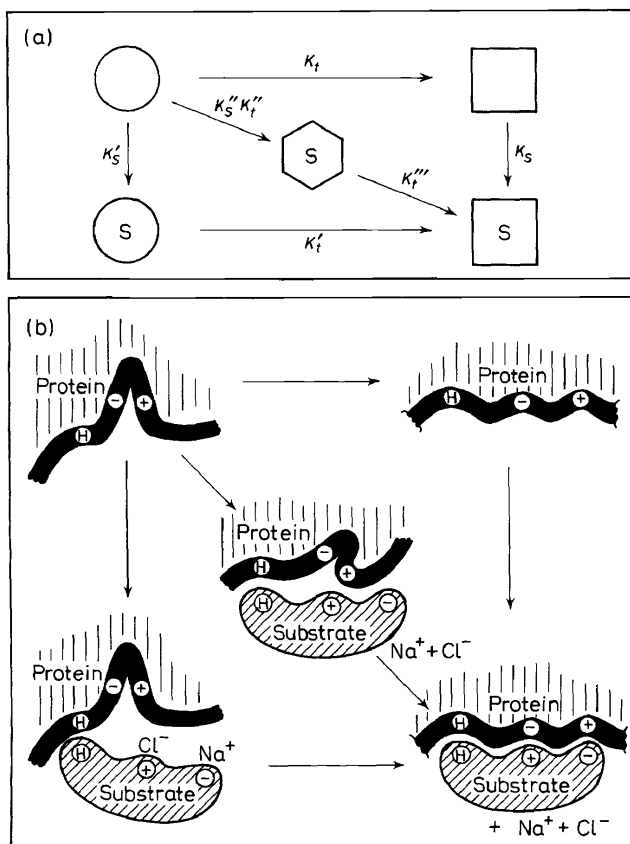 (a)
K_t
K_S''K_t''
S
K_S'
K_t'''
K_S
S
K_t'
S
(b)
Protein
− +
H
Protein
H − +
Protein
−
H +
H + −
Substrate
Na⁺ + Cl⁻
Protein
− +
H
H
Cl⁻ Na⁺
+ −
Substrate
Protein
H − +
H + −
Substrate
+ Na⁺ + Cl⁻